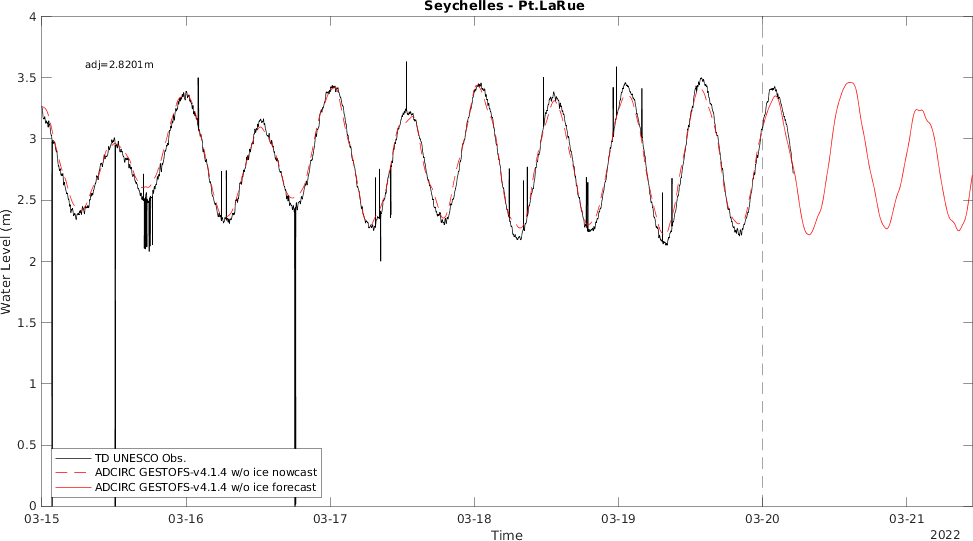 Seychelles - Pt.LaRue
4
adj=2.8201m
3.5
3
2.5
2
1.5
1
0.5
0
Water Level (m)
TD UNESCO Obs.
ADCIRC GESTOFS-v4.1.4 w/o ice nowcast
ADCIRC GESTOFS-v4.1.4 w/o ice forecast
03-15 03-16 03-17 03-18 03-19 03-20 03-21
Time
2022